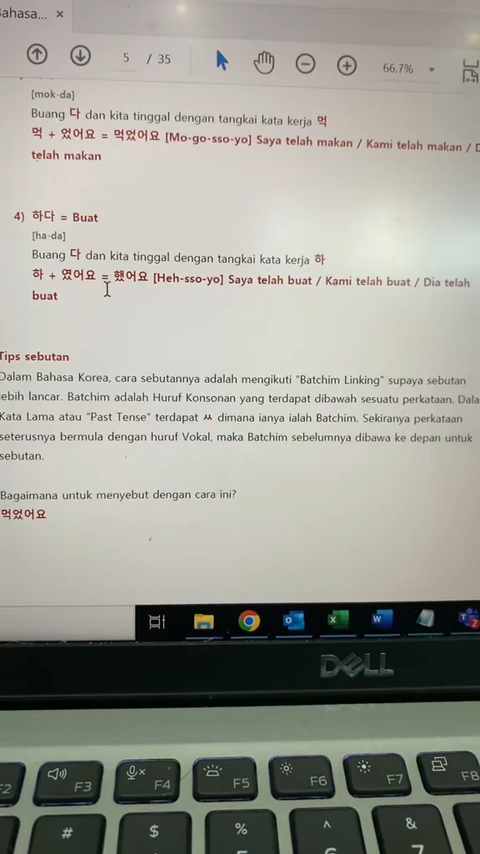 Bahasa...
5 / 35
66.7%
[mok-da]
Buang 다 dan kita tinggal dengan tangkai kata kerja 먹
먹 + 었어요 = 먹었어요 [Mo-go-sso-yo] Saya telah makan / Kami telah makan / D
telah makan
4) 하다 = Buat
[ha-da]
Buang 다 dan kita tinggal dengan tangkai kata kerja 하
하 + 였어요 = 했어요 [Heh-sso-yo] Saya telah buat / Kami telah buat / Dia telah
buat
Tips sebutan
Dalam Bahasa Korea, cara sebutannya adalah mengikuti "Batchim Linking" supaya sebutan
lebih lancar. Batchim adalah Huruf Konsonan yang terdapat dibawah sesuatu perkataan. Dala
Kata Lama atau "Past Tense" terdapat ㅆ dimana ianya ialah Batchim. Sekiranya perkataan
seterusnya bermula dengan huruf Vokal, maka Batchim sebelumnya dibawa ke depan untuk
sebutan.
Bagaimana untuk menyebut dengan cara ini?
먹었어요
DELL
F2 F3 F4 F5 F6 F7 F8
# $ % ^ &
7